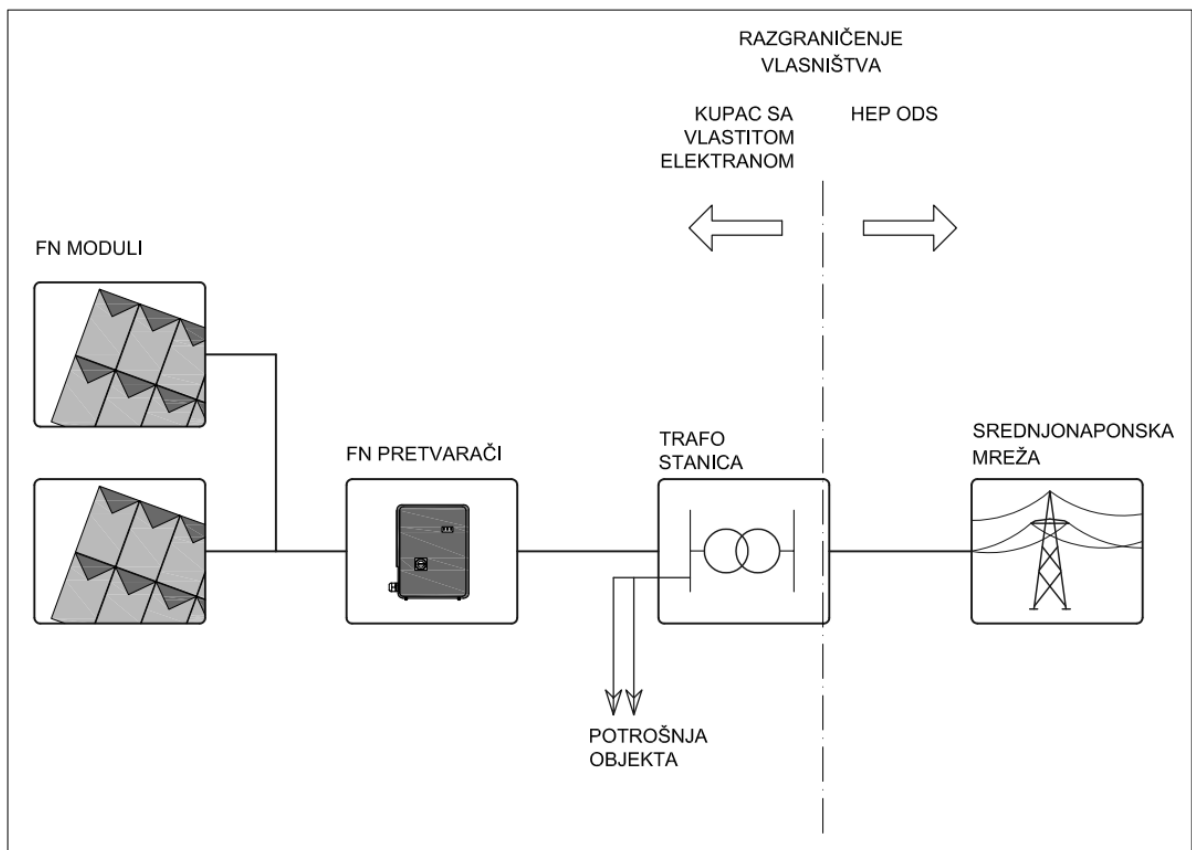 RAZGRANIČENJE
VLASNIŠTVA
KUPAC SA
VLASTITOM
ELEKTRANOM
HEP ODS
FN MODULI
FN PRETVARAČI
TRAFO
STANICA
SREDNJONAPONSKA
MREŽA
POTROŠNJA
OBJEKTA